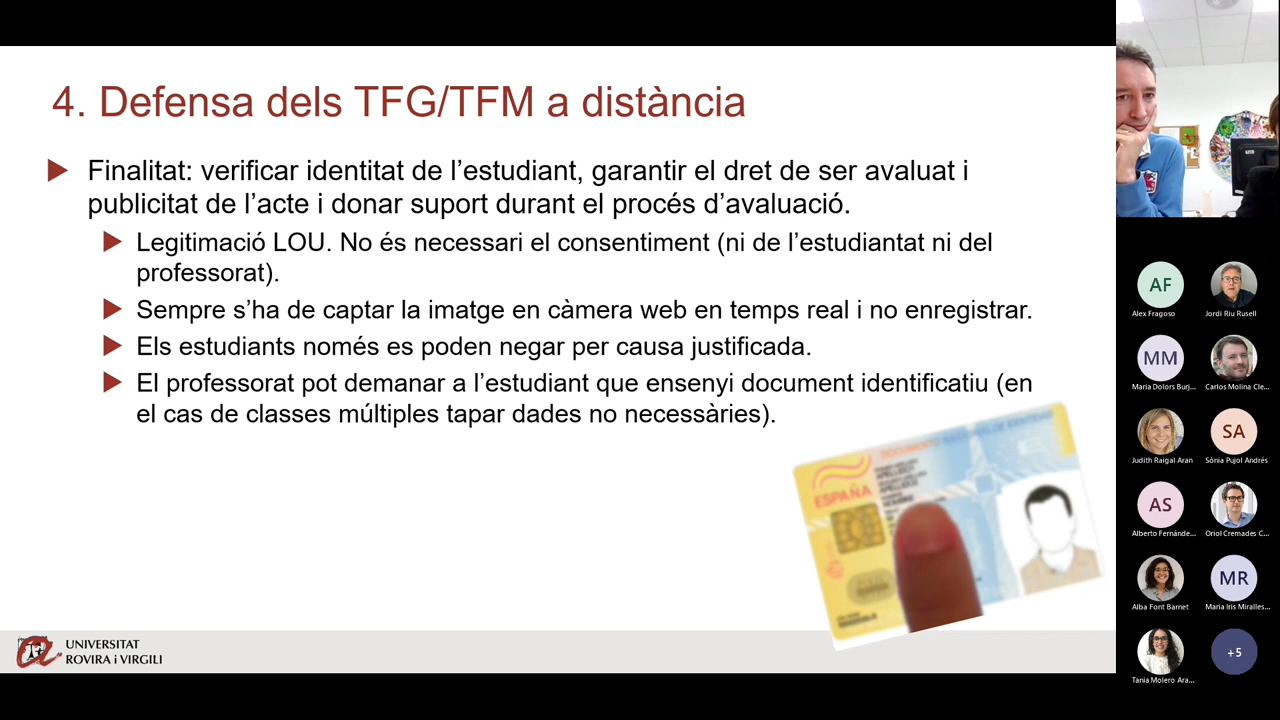 4. Defensa dels TFG/TFM a distància
Finalitat: verificar identitat de l’estudiant, garantir el dret de ser avaluat i
publicitat de l’acte i donar suport durant el procés d’avaluació.
Legitimació LOU. No és necessari el consentiment (ni de l’estudiantat ni del
professorat).
Sempre s’ha de captar la imatge en càmera web en temps real i no enregistrar.
Els estudiants només es poden negar per causa justificada.
El professorat pot demanar a l’estudiant que ensenyi document identificatiu (en
el cas de classes múltiples tapar dades no necessàries).
ESPAÑA
UNIVERSITAT
ROVIRA i VIRGILI
AF
Alex Fragoso
Jordi Riu Rusell
MM
Maria Dolors Burj...
Carlos Molina Cle...
Judith Raigal Aran
SA
Sònia Pujol Andrés
AS
Alberto Fernánde...
Oriol Cremades C...
Alba Font Barnet
MR
Maria Iris Miralles...
Tania Molero Ara...
+5